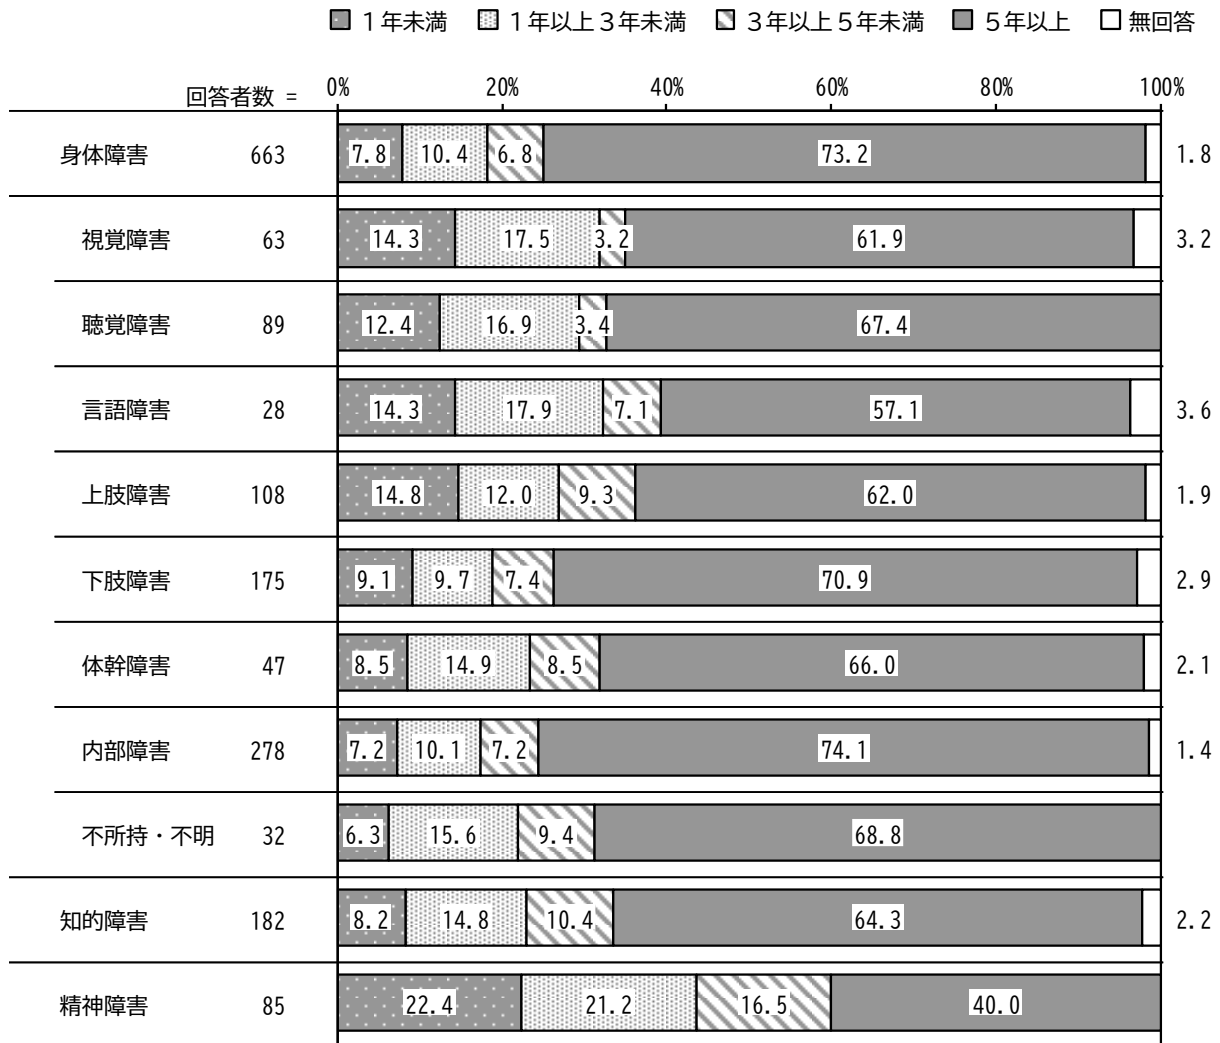 １年未満 １年以上３年未満 ３年以上５年未満 ５年以上 無回答
回答者数 = 0% 20% 40% 60% 80% 100%
身体障害 663 7.8 10.4 6.8 73.2 1.8
視覚障害 63 14.3 17.5 3.2 61.9 3.2
聴覚障害 89 12.4 16.9 3.4 67.4
言語障害 28 14.3 17.9 7.1 57.1 3.6
上肢障害 108 14.8 12.0 9.3 62.0 1.9
下肢障害 175 9.1 9.7 7.4 70.9 2.9
体幹障害 47 8.5 14.9 8.5 66.0 2.1
内部障害 278 7.2 10.1 7.2 74.1 1.4
不所持・不明 32 6.3 15.6 9.4 68.8
知的障害 182 8.2 14.8 10.4 64.3 2.2
精神障害 85 22.4 21.2 16.5 40.0